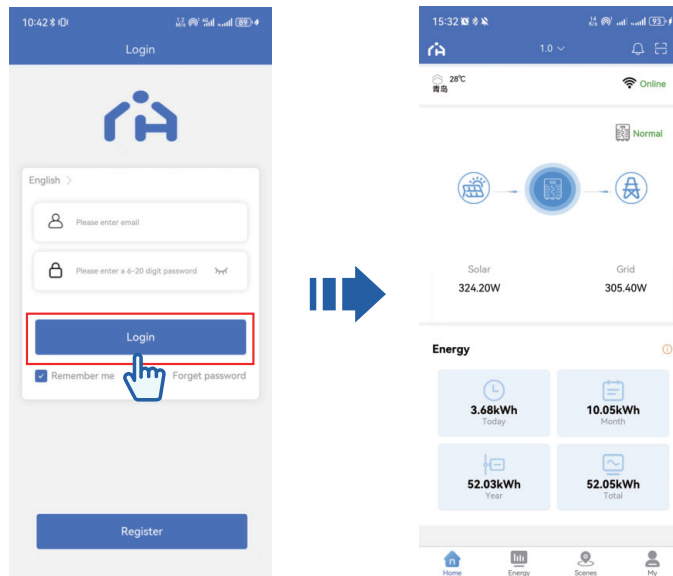 10:42
89
Login
English >
Please enter email
Please enter a 6-20 digit password
Login
Remember me
Forget password
Register
15:32
93
1.0
28℃
青岛
Online
Normal
Solar
324.20W
Grid
305.40W
Energy
3.68kWh
Today
10.05kWh
Month
52.03kWh
Year
52.05kWh
Total
Home
Energy
Scenes
My